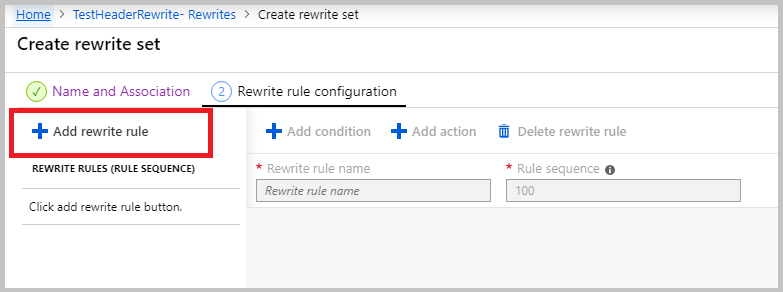 Home > TestHeaderRewrite- Rewrites > Create rewrite set
Create rewrite set
✓ Name and Association 2 Rewrite rule configuration
+ Add rewrite rule + Add condition + Add action Delete rewrite rule
REWRITE RULES (RULE SEQUENCE)
* Rewrite rule name * Rule sequence
Rewrite rule name 100
Click add rewrite rule button.